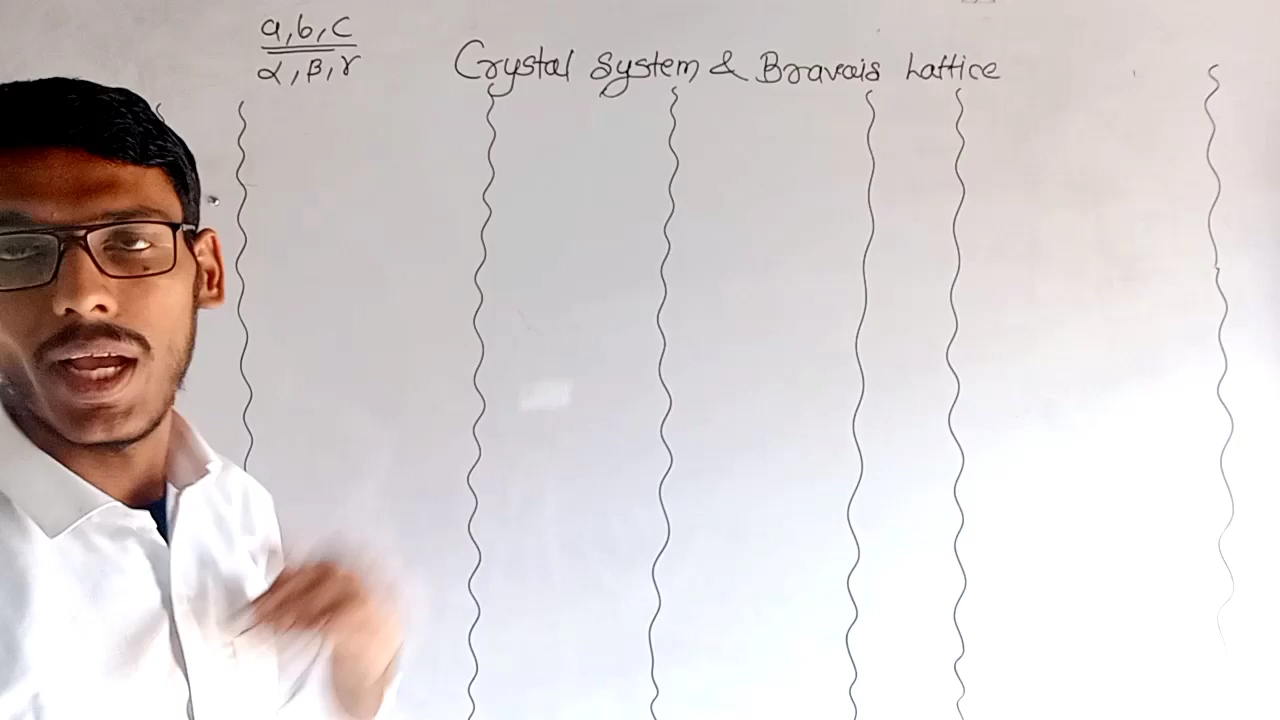 a, b, c
α, β, γ
Crystal System & Bravais Lattice